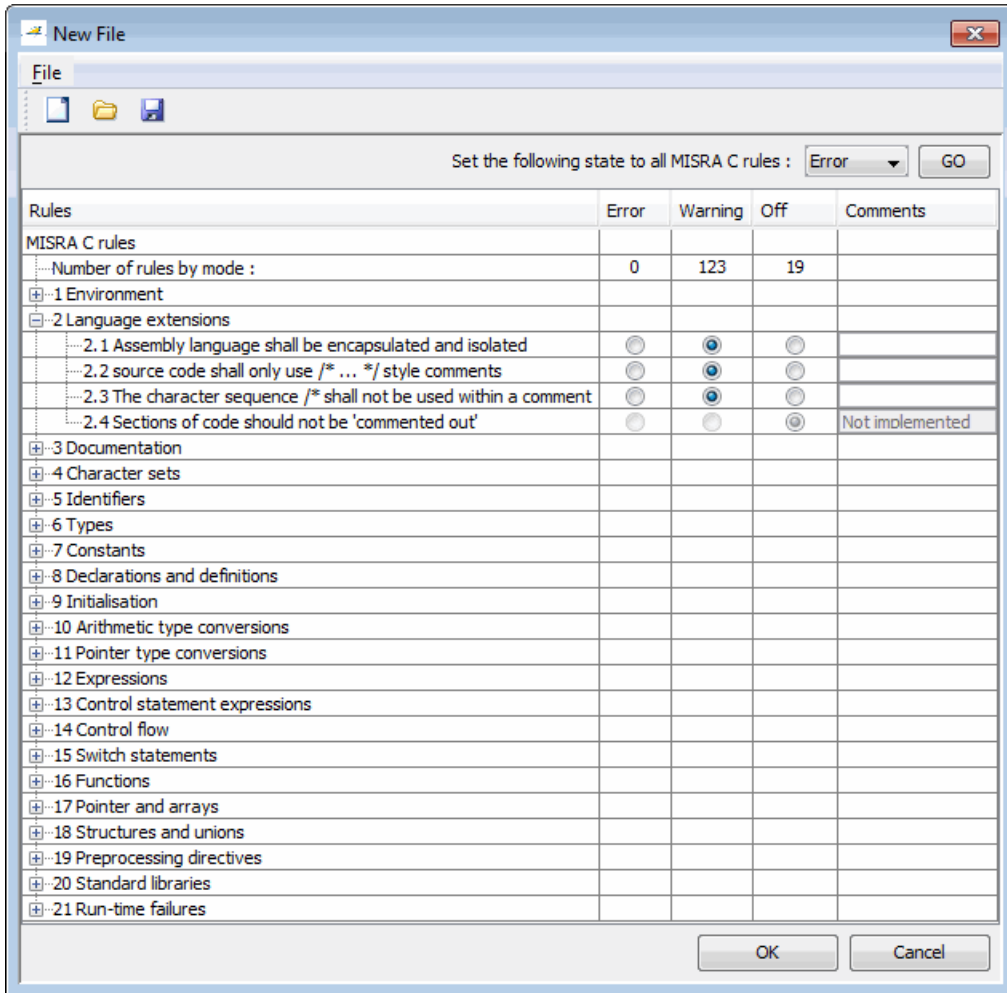 New File
File
Set the following state to all MISRA C rules : Error GO
Rules Error Warning Off Comments
MISRA C rules
Number of rules by mode : 0 123 19
1 Environment
2 Language extensions
2.1 Assembly language shall be encapsulated and isolated
2.2 source code shall only use /* ... */ style comments
2.3 The character sequence /* shall not be used within a comment
2.4 Sections of code should not be 'commented out' Not implemented
3 Documentation
4 Character sets
5 Identifiers
6 Types
7 Constants
8 Declarations and definitions
9 Initialisation
10 Arithmetic type conversions
11 Pointer type conversions
12 Expressions
13 Control statement expressions
14 Control flow
15 Switch statements
16 Functions
17 Pointer and arrays
18 Structures and unions
19 Preprocessing directives
20 Standard libraries
21 Run-time failures
OK Cancel